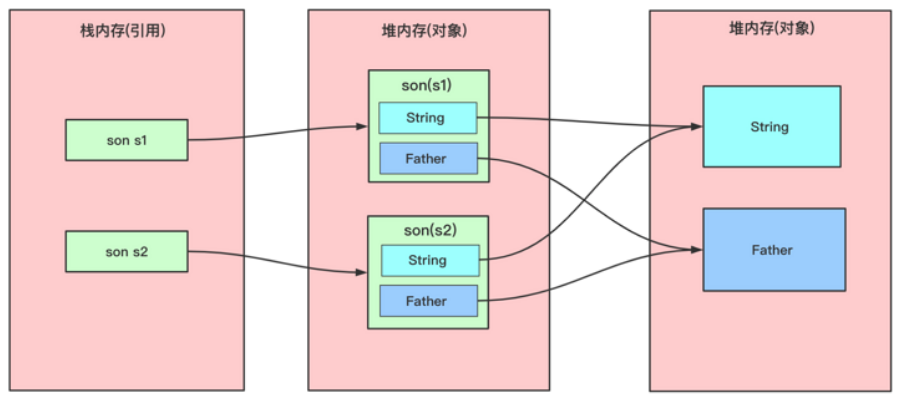 栈内存(引用)
son s1
son s2
堆内存(对象)
son(s1)
String
Father
son(s2)
String
Father
堆内存(对象)
String
Father